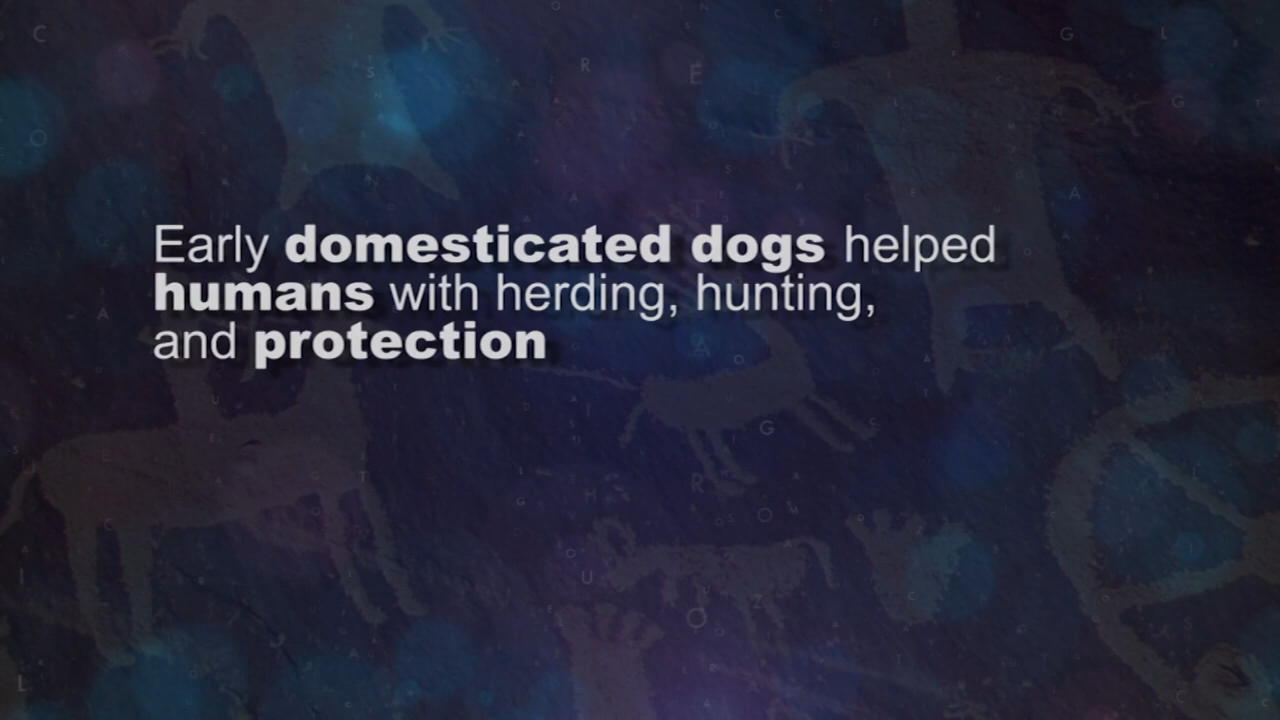 Early domesticated dogs helped
humans with herding, hunting,
and protection